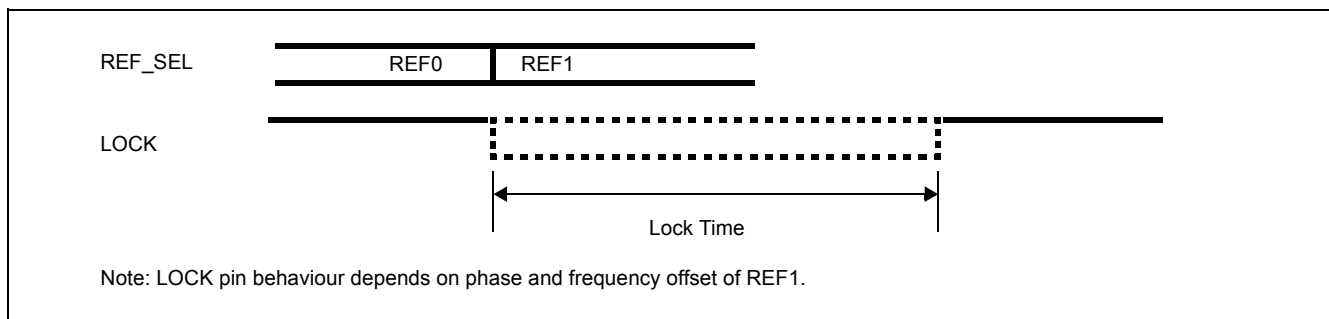 REF_SEL REF0 REF1
LOCK
Lock Time
Note: LOCK pin behaviour depends on phase and frequency offset of REF1.